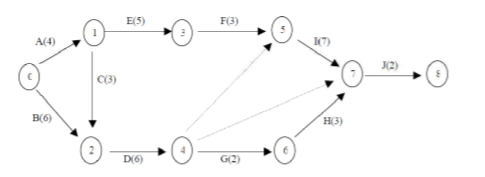 E(5)
F(3)
1
3
5
A(4)
I(7)
J(2)
0
C(3)
7
8
B(6)
H(3)
2
4
6
D(6)
G(2)